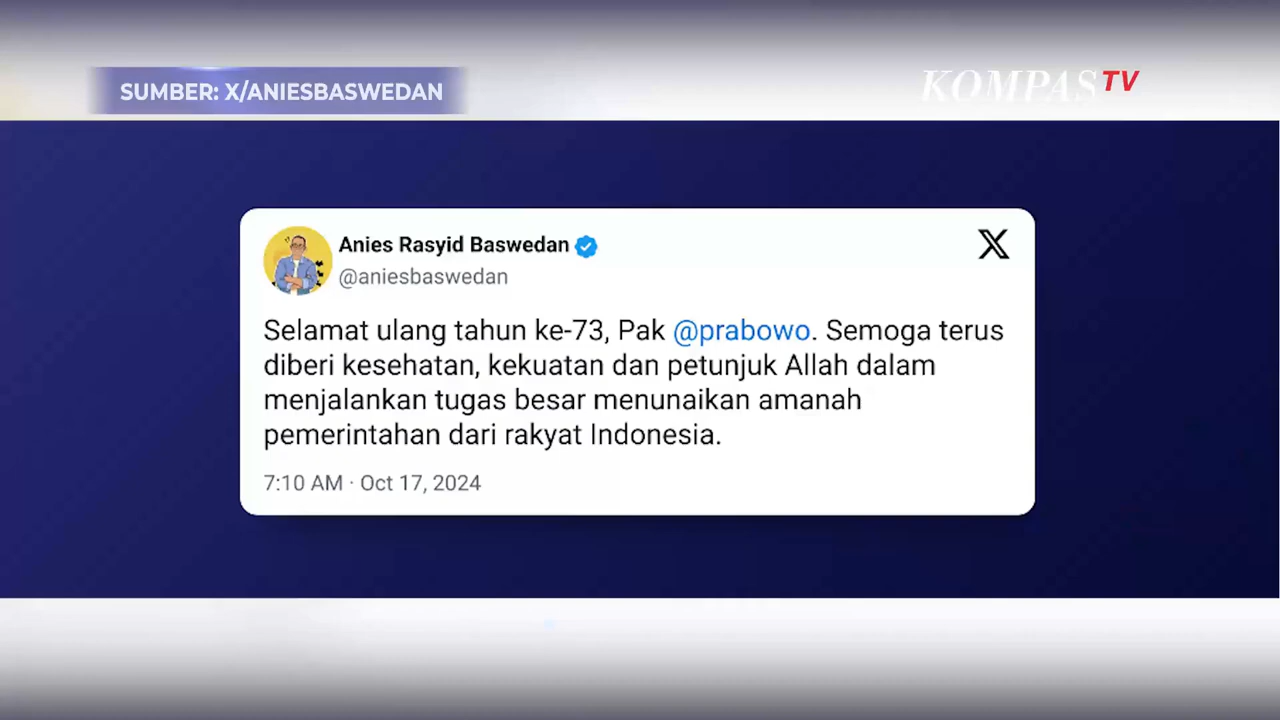 SUMBER: X/ANIESBASWEDAN
KOMPASTV
Anies Rasyid Baswedan
@aniesbaswedan
Selamat ulang tahun ke-73, Pak @prabowo. Semoga terus
diberi kesehatan, kekuatan dan petunjuk Allah dalam
menjalankan tugas besar menunaikan amanah
pemerintahan dari rakyat Indonesia.
7:10 AM · Oct 17, 2024